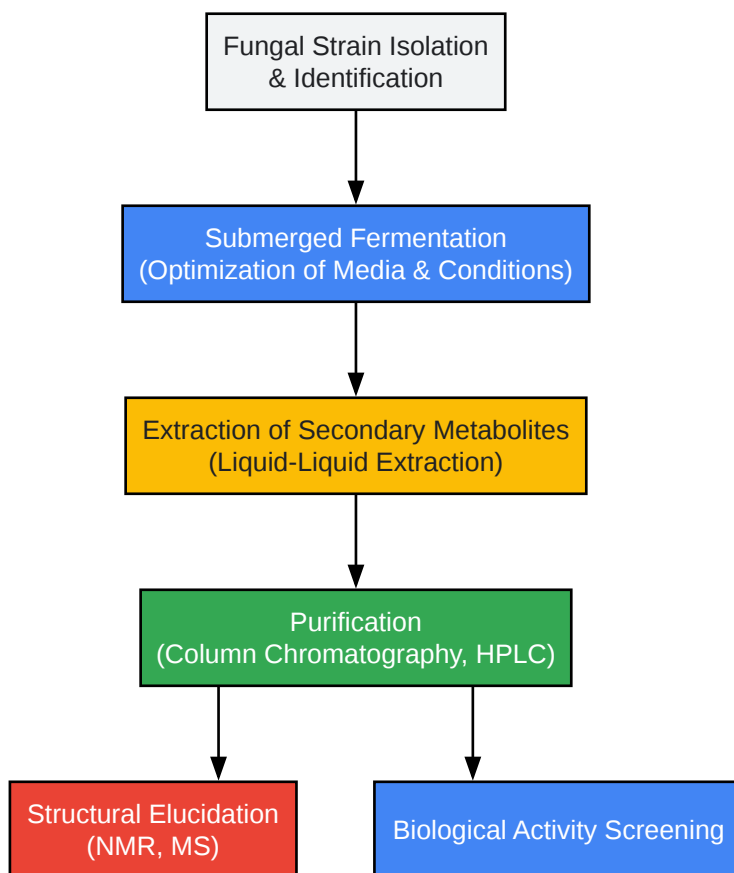 Fungal Strain Isolation
& Identification
Submerged Fermentation
(Optimization of Media & Conditions)
Extraction of Secondary Metabolites
(Liquid-Liquid Extraction)
Purification
(Column Chromatography, HPLC)
Structural Elucidation
(NMR, MS)
Biological Activity Screening